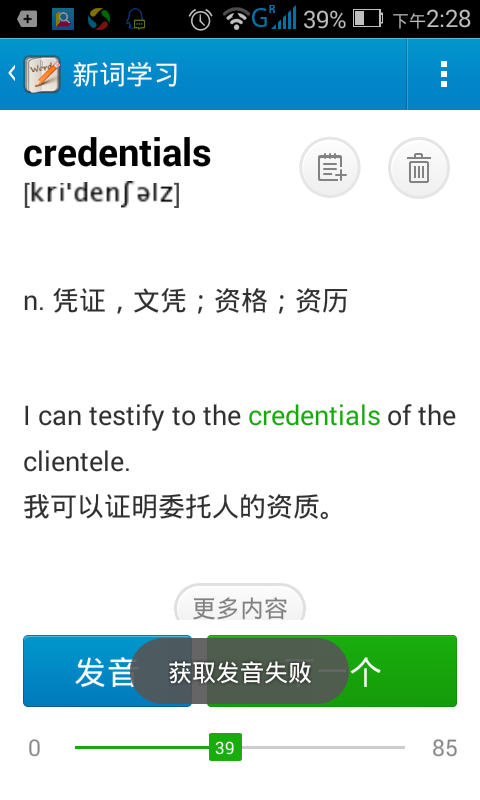 39% 下午2:28
新词学习
credentials
[kri'denʃəlz]
n. 凭证，文凭；资格；资历
I can testify to the credentials of the
clientele.
我可以证明委托人的资质。
更多内容
发音
获取发音失败
一个
0 39 85